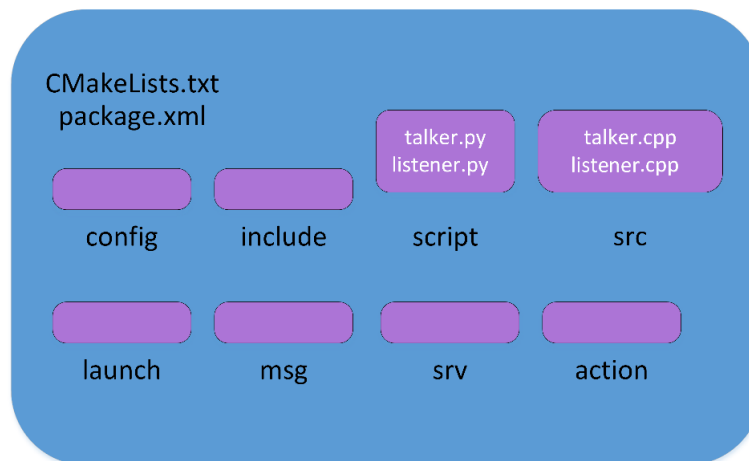 CMakeLists.txt
package.xml
talker.py
listener.py
talker.cpp
listener.cpp
config
include
script
src
launch
msg
srv
action